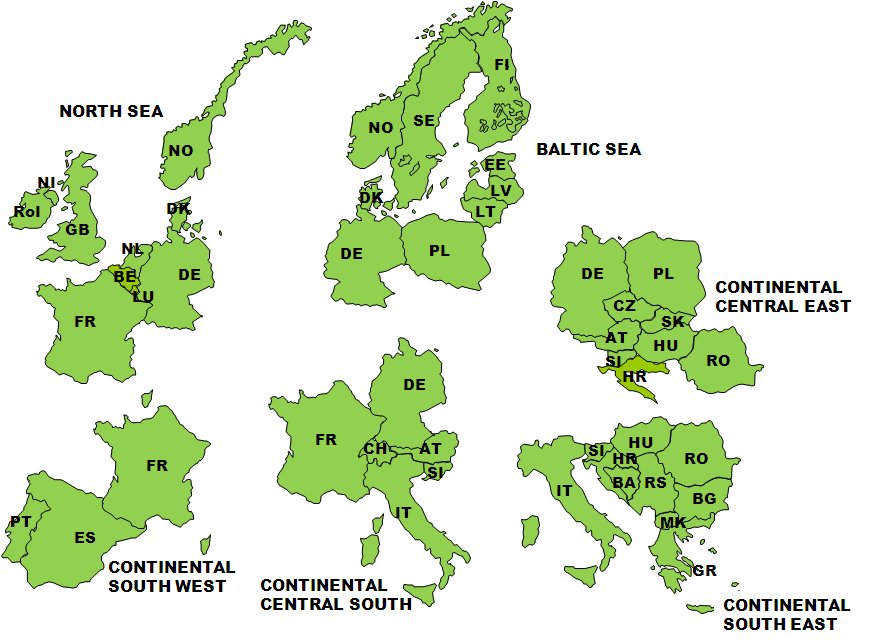 NORTH SEA
NO
NI
RoI
GB
DK
NL
BE
DE
LU
FR
BALTIC SEA
FI
SE
NO
EE
LV
LT
DK
DE
PL
CONTINENTAL
CENTRAL EAST
DE
PL
CZ
SK
AT
HU
SI
HR
RO
FR
PT
ES
CONTINENTAL
SOUTH WEST
DE
FR
CH
AT
SI
IT
CONTINENTAL
CENTRAL SOUTH
HU
SI
HR
RO
IT
BA
RS
BG
MK
GR
CONTINENTAL
SOUTH EAST